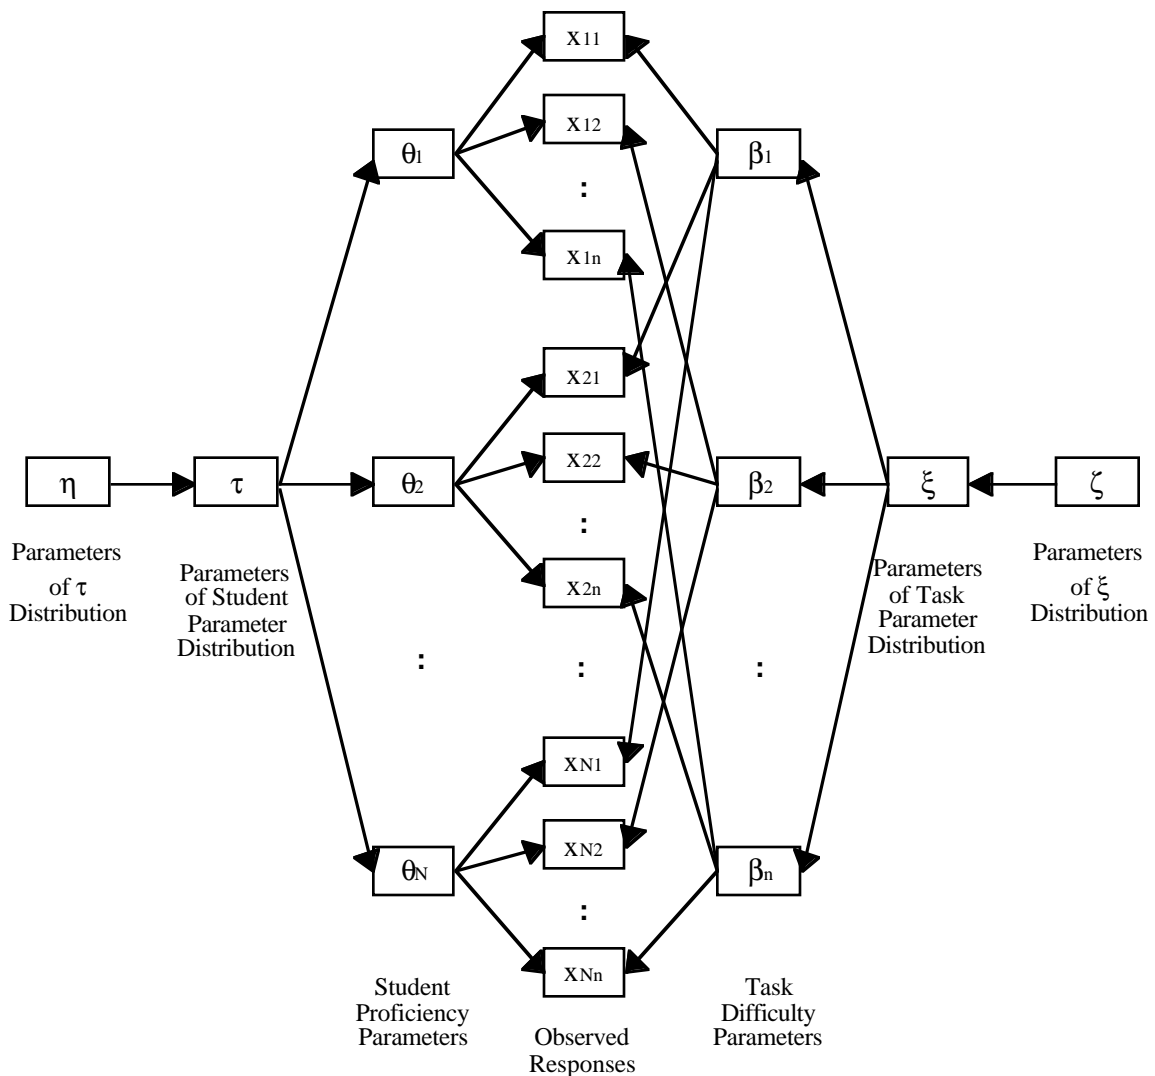 x11
x12
θ1
β1
:
x1n
x21
x22
η
τ
θ2
β2
ξ
ζ
:
x2n
Parameters
of τ
Distribution
Parameters
of Student
Parameter
Distribution
Parameters
of Task
Parameter
Distribution
Parameters
of ξ
Distribution
:
:
:
xN1
xN2
θN
βn
:
xNn
Student
Proficiency
Parameters
Observed
Responses
Task
Difficulty
Parameters